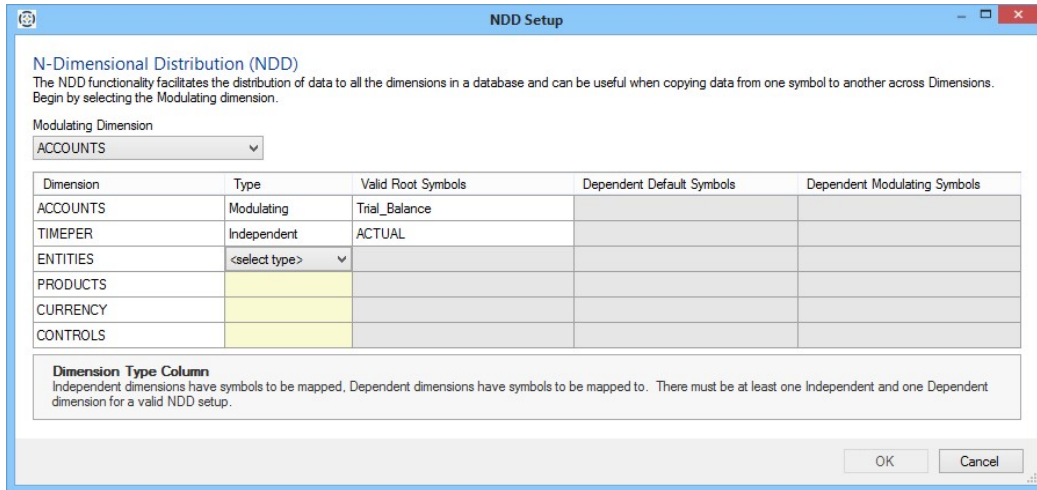 NDD Setup
N-Dimensional Distribution (NDD)
The NDD functionality facilitates the distribution of data to all the dimensions in a database and can be useful when copying data from one symbol to another across Dimensions.
Begin by selecting the Modulating dimension.
Modulating Dimension
ACCOUNTS
Dimension Type Valid Root Symbols Dependent Default Symbols Dependent Modulating Symbols
ACCOUNTS Modulating Trial_Balance
TIMEPER Independent ACTUAL
ENTITIES <select type>
PRODUCTS
CURRENCY
CONTROLS
Dimension Type Column
Independent dimensions have symbols to be mapped, Dependent dimensions have symbols to be mapped to. There must be at least one Independent and one Dependent
dimension for a valid NDD setup.
OK Cancel